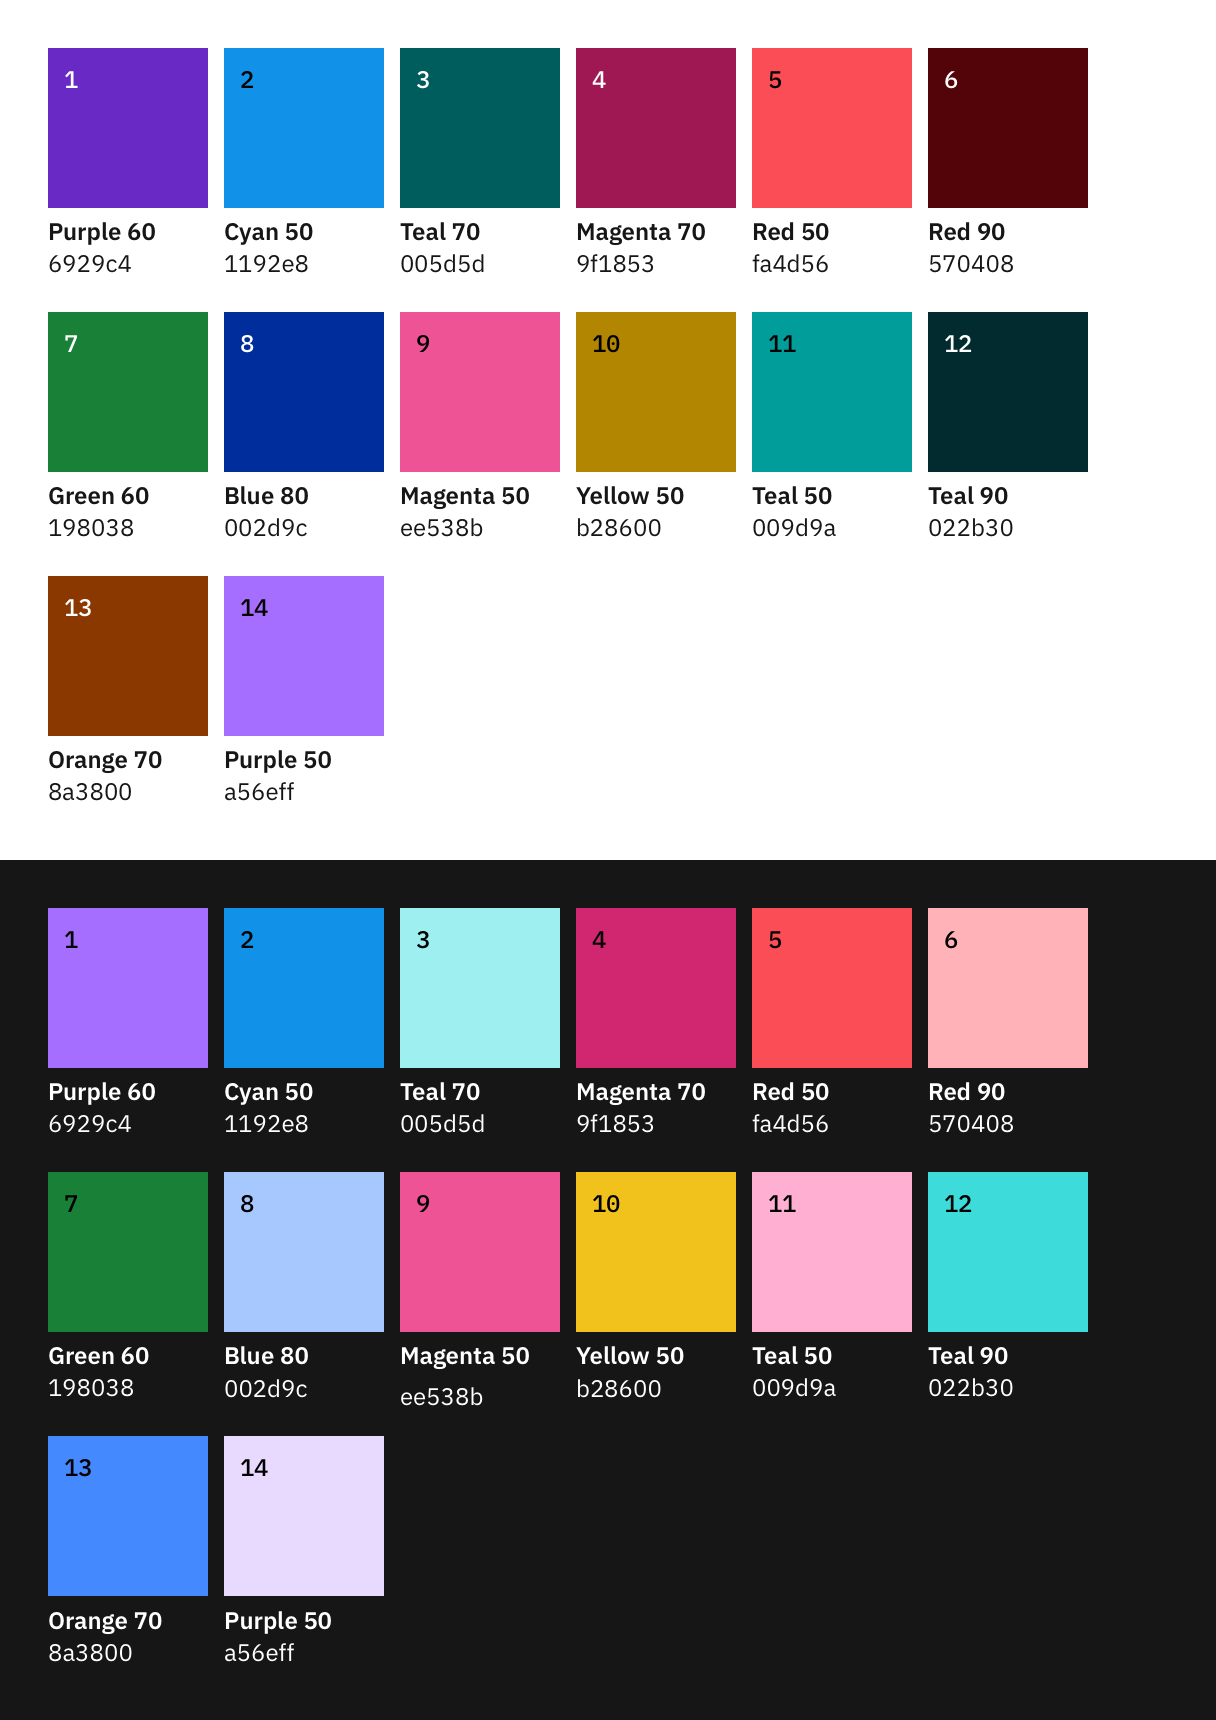 1 2 3 4 5 6
Purple 60 Cyan 50 Teal 70 Magenta 70 Red 50 Red 90
6929c4 1192e8 005d5d 9f1853 fa4d56 570408
7 8 9 10 11 12
Green 60 Blue 80 Magenta 50 Yellow 50 Teal 50 Teal 90
198038 002d9c ee538b b28600 009d9a 022b30
13 14
Orange 70 Purple 50
8a3800 a56eff
1 2 3 4 5 6
Purple 60 Cyan 50 Teal 70 Magenta 70 Red 50 Red 90
6929c4 1192e8 005d5d 9f1853 fa4d56 570408
7 8 9 10 11 12
Green 60 Blue 80 Magenta 50 Yellow 50 Teal 50 Teal 90
198038 002d9c ee538b b28600 009d9a 022b30
13 14
Orange 70 Purple 50
8a3800 a56eff